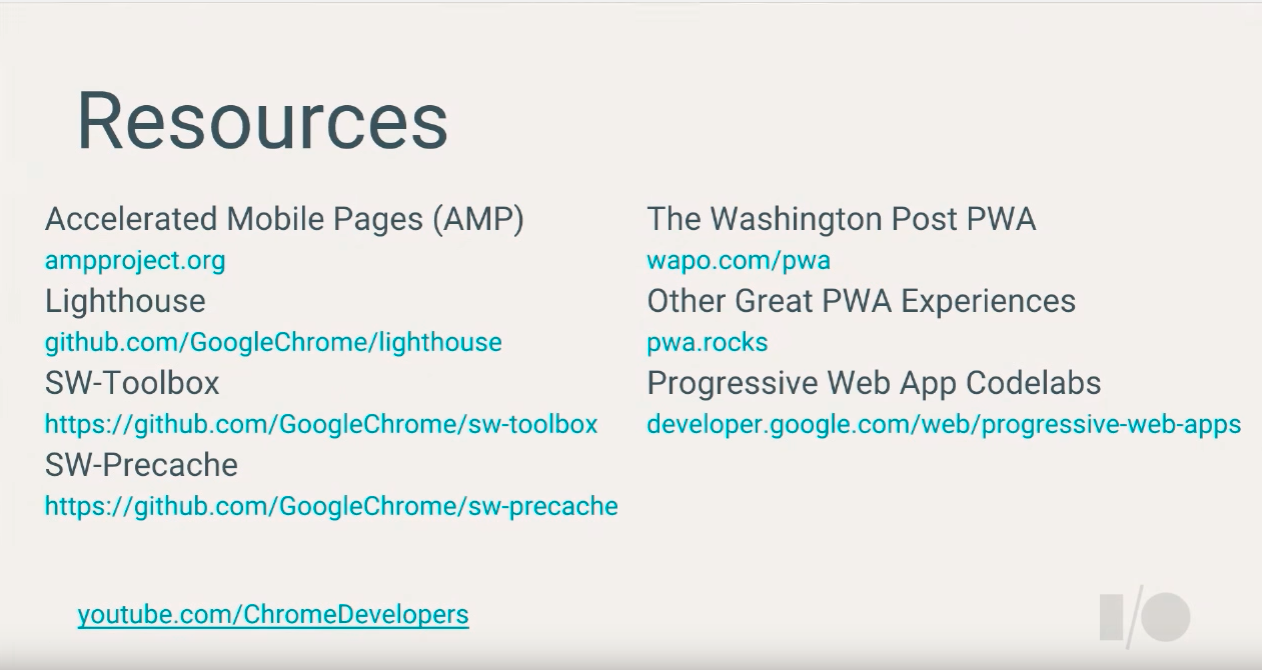 Resources
Accelerated Mobile Pages (AMP)
ampproject.org
Lighthouse
github.com/GoogleChrome/lighthouse
SW-Toolbox
https://github.com/GoogleChrome/sw-toolbox
SW-Precache
https://github.com/GoogleChrome/sw-precache
The Washington Post PWA
wapo.com/pwa
Other Great PWA Experiences
pwa.rocks
Progressive Web App Codelabs
developer.google.com/web/progressive-web-apps
youtube.com/ChromeDevelopers
I/O